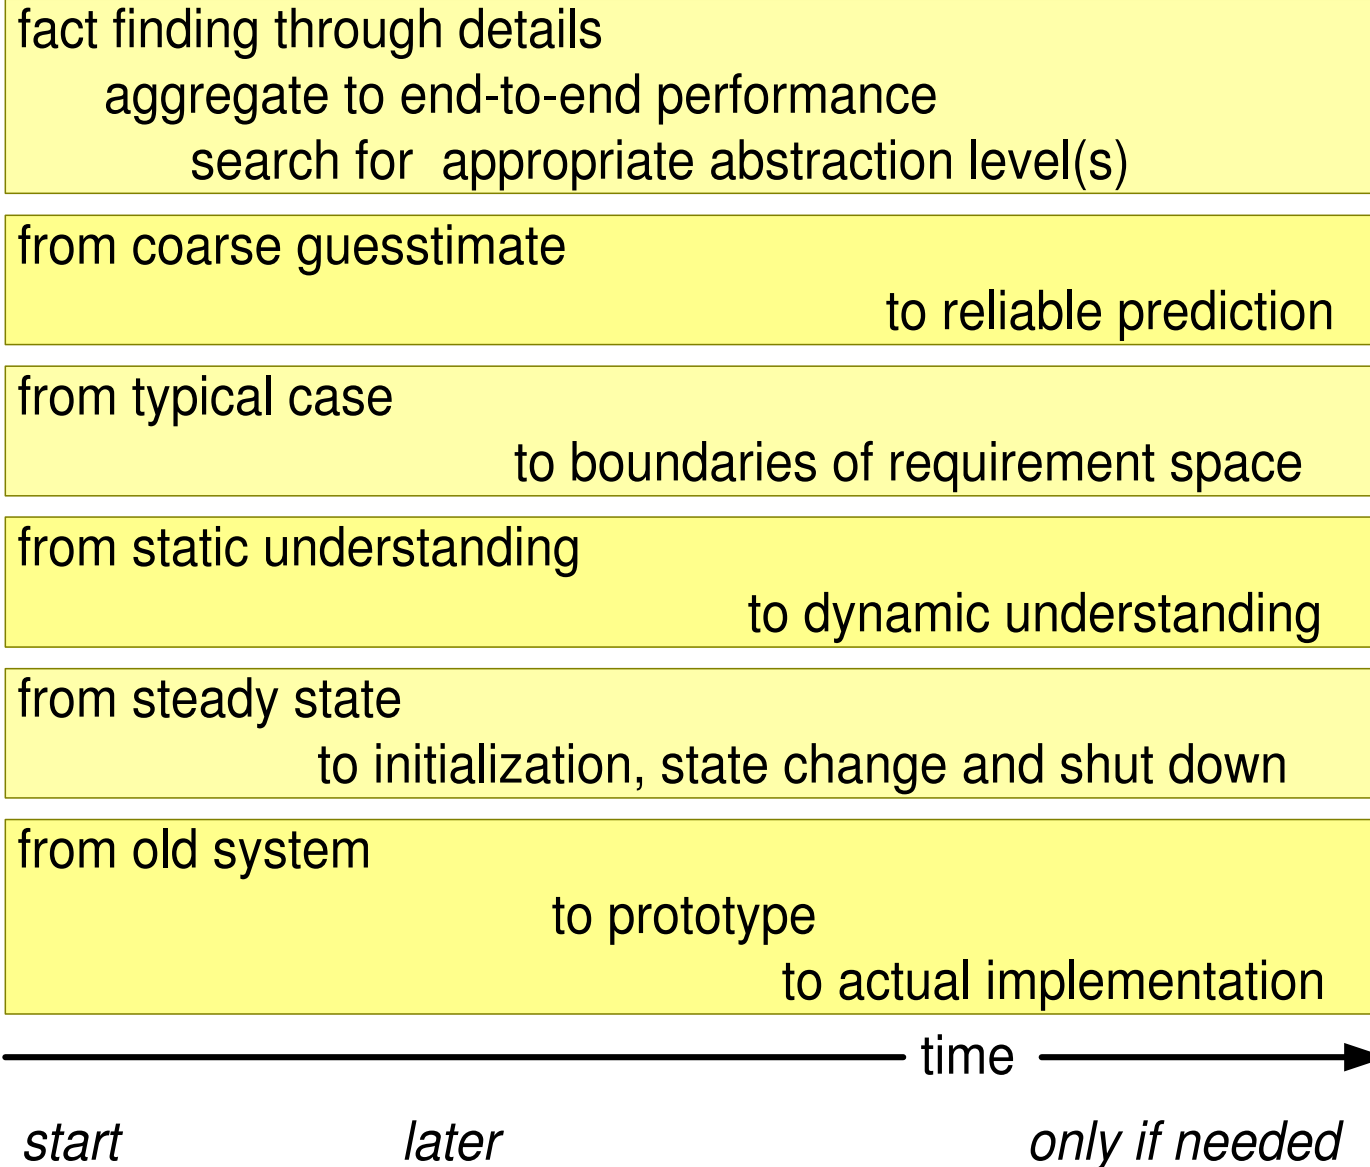 fact finding through details
aggregate to end-to-end performance
search for appropriate abstraction level(s)
from coarse guesstimate
to reliable prediction
from typical case
to boundaries of requirement space
from static understanding
to dynamic understanding
from steady state
to initialization, state change and shut down
from old system
to prototype
to actual implementation
time
start later only if needed